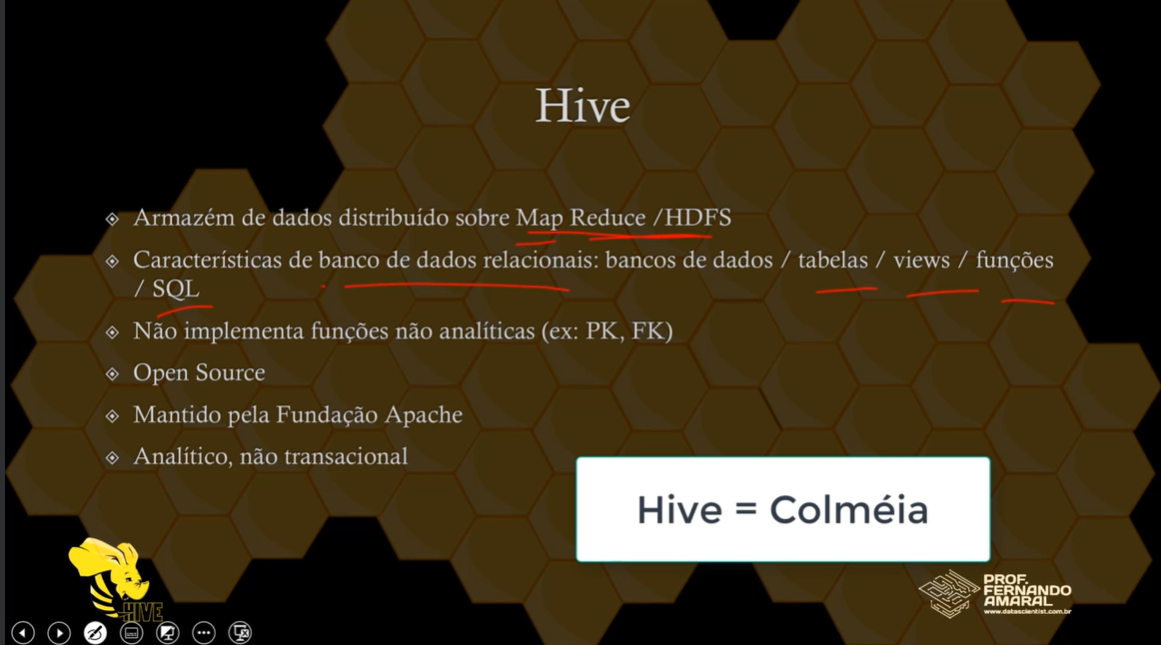 Hive
Armazém de dados distribuído sobre Map Reduce /HDFS
Características de banco de dados relacionais: bancos de dados / tabelas / views / funções
/ SQL
Não implementa funções não analíticas (ex: PK, FK)
Open Source
Mantido pela Fundação Apache
Analítico, não transacional
Hive = Colméia
HIVE
PROF.
FERNANDO
AMARAL
www.datascientist.com.br